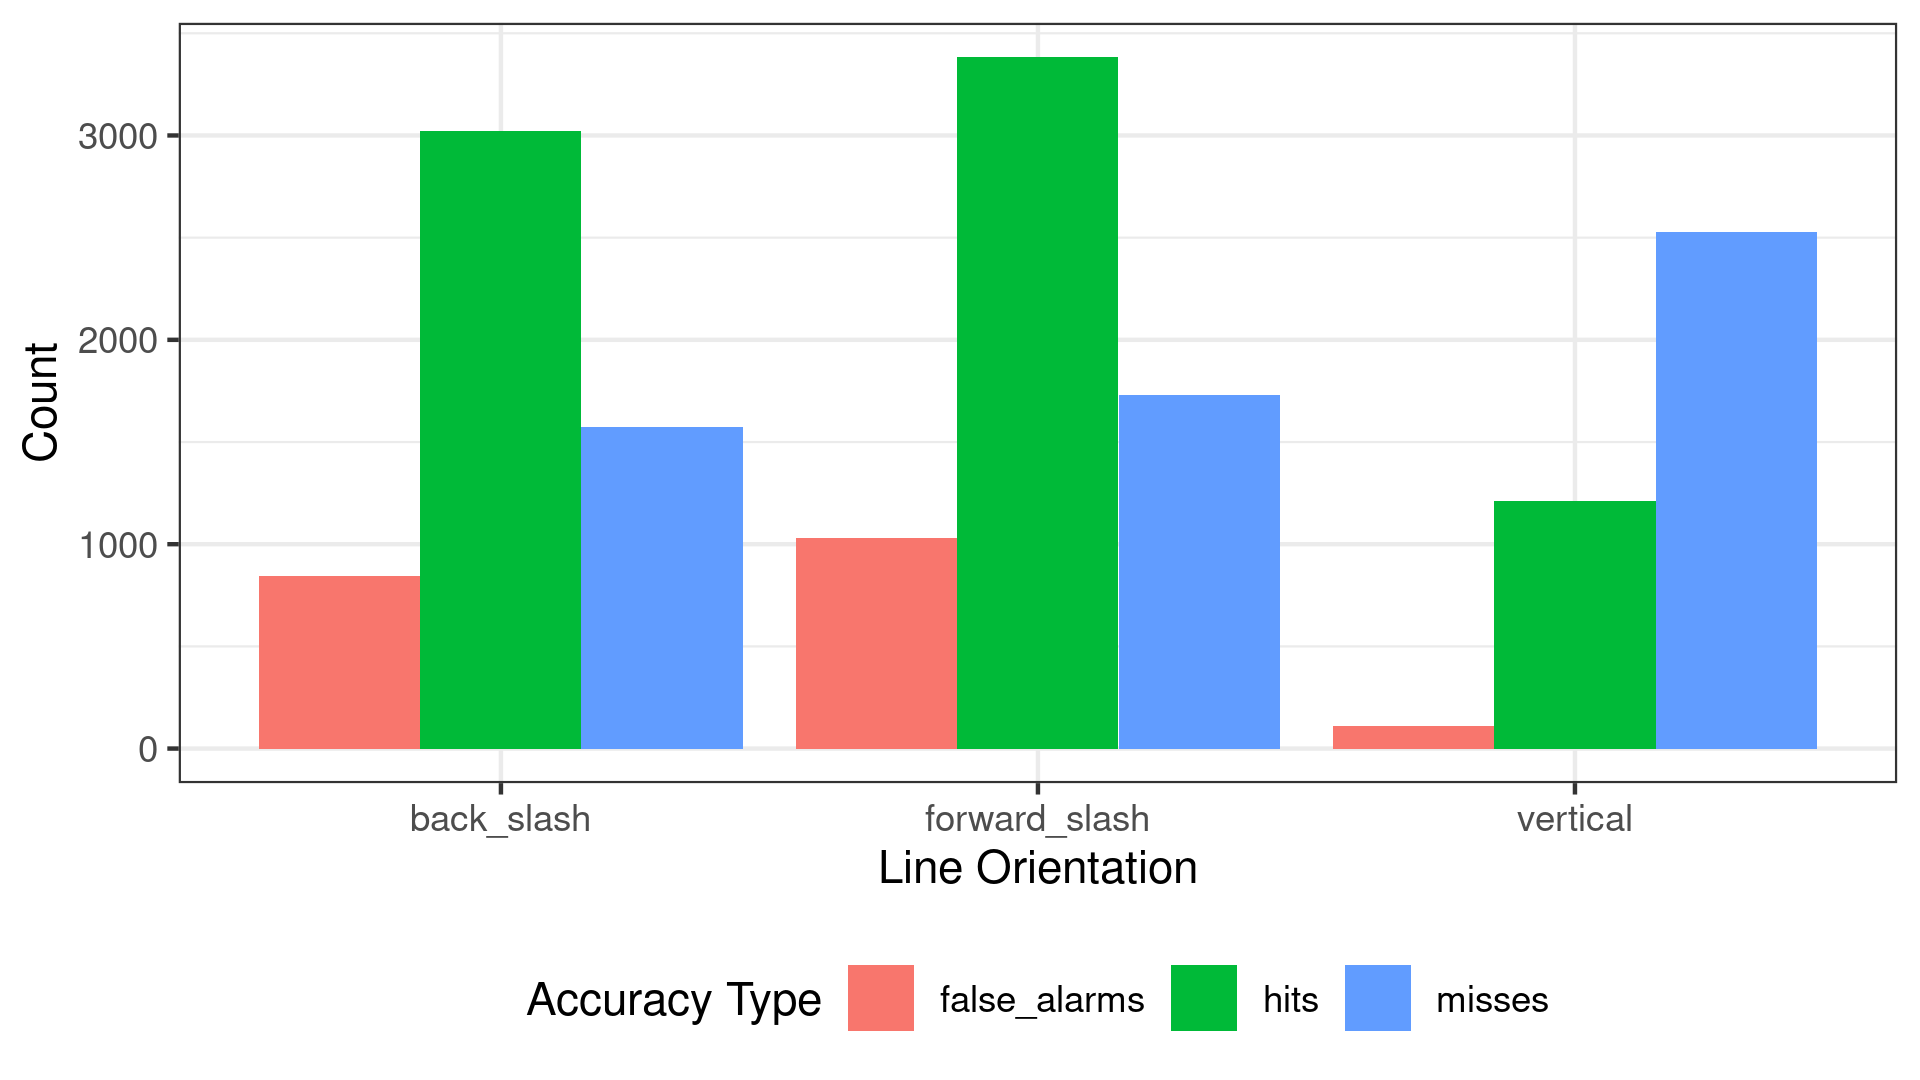 Count
3000
2000
1000
0
back_slash forward_slash vertical
Line Orientation
Accuracy Type false_alarms hits misses